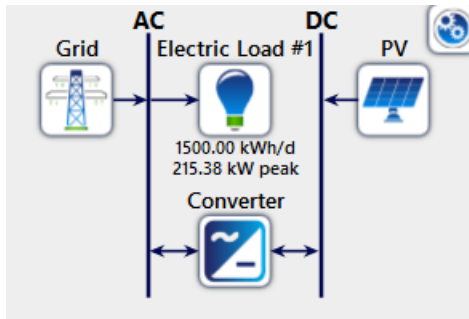 AC
DC
Grid
Electric Load #1
PV
1500.00 kWh/d
215.38 kW peak
Converter